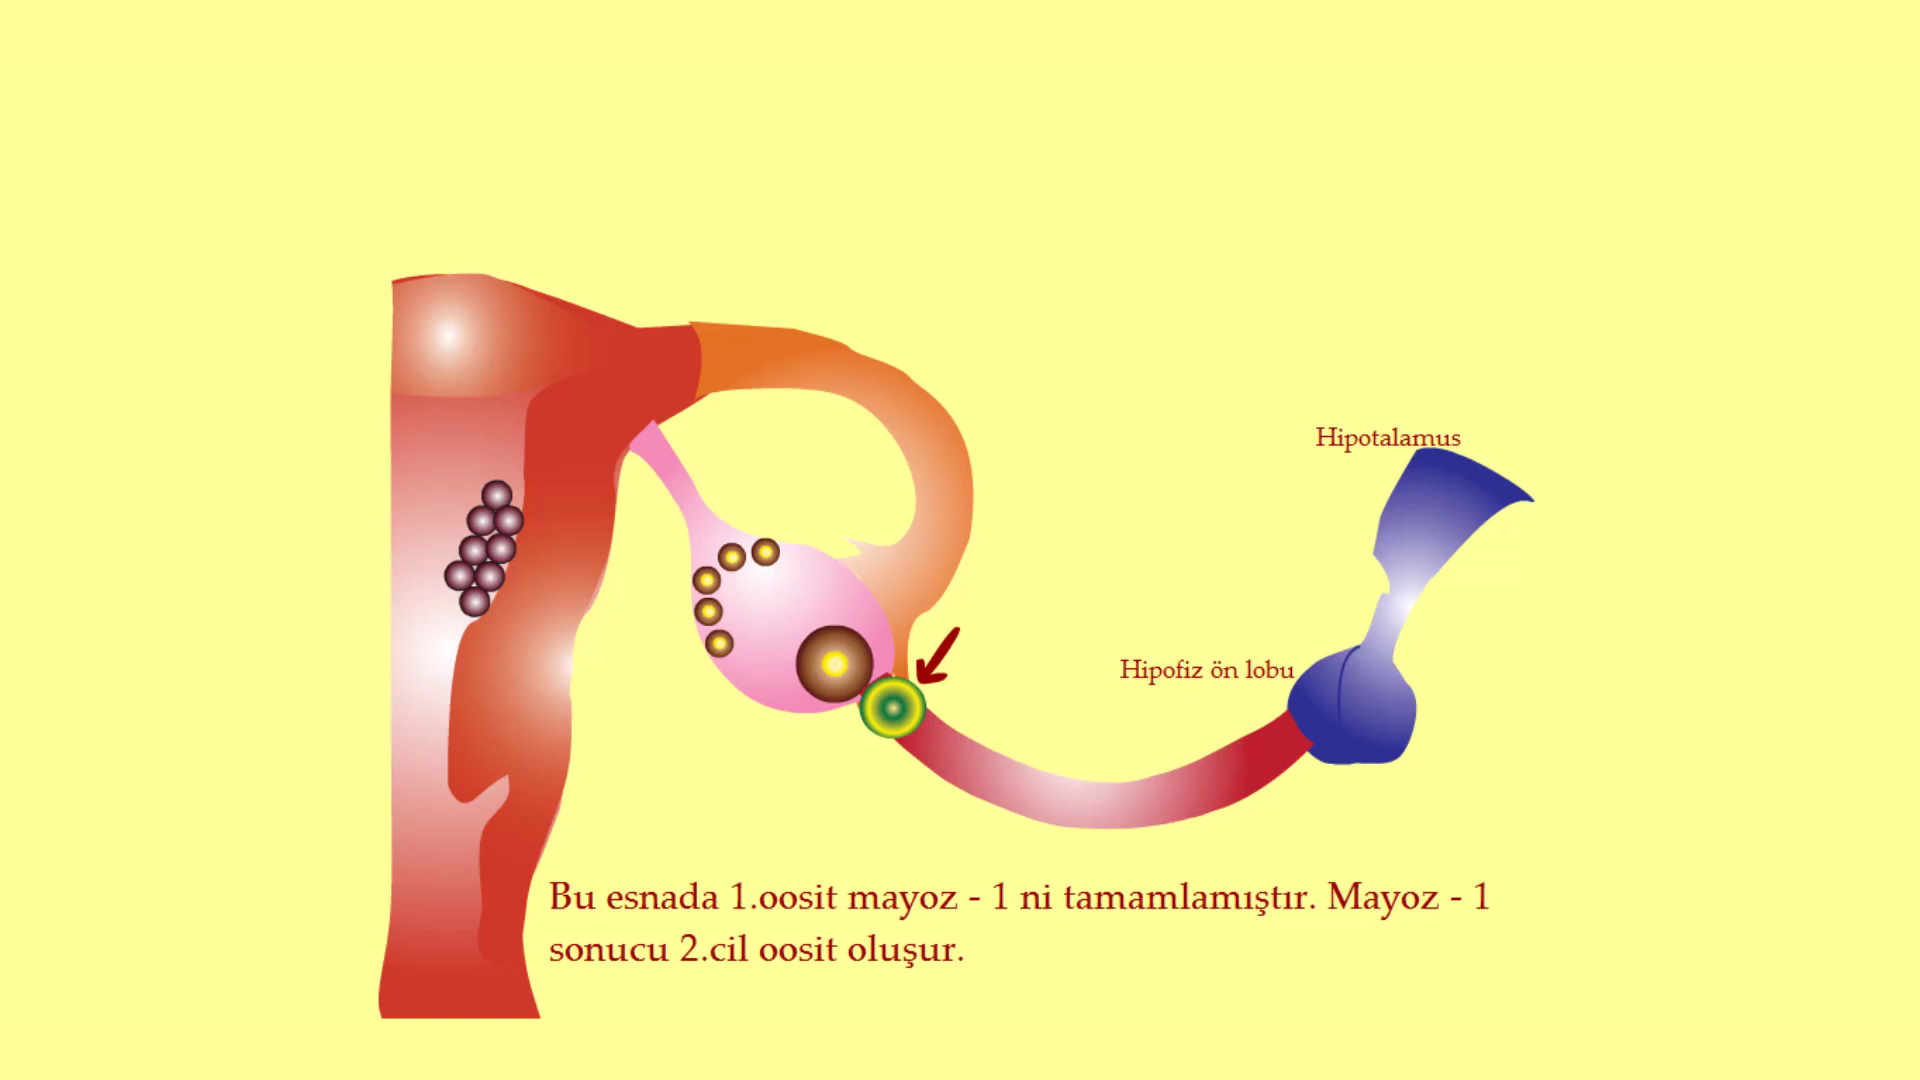 Hipotalamus
Hipofiz ön lobu
Bu esnada 1.oosit mayoz - 1 ni tamamlamıştır. Mayoz - 1
sonucu 2.cil oosit oluşur.